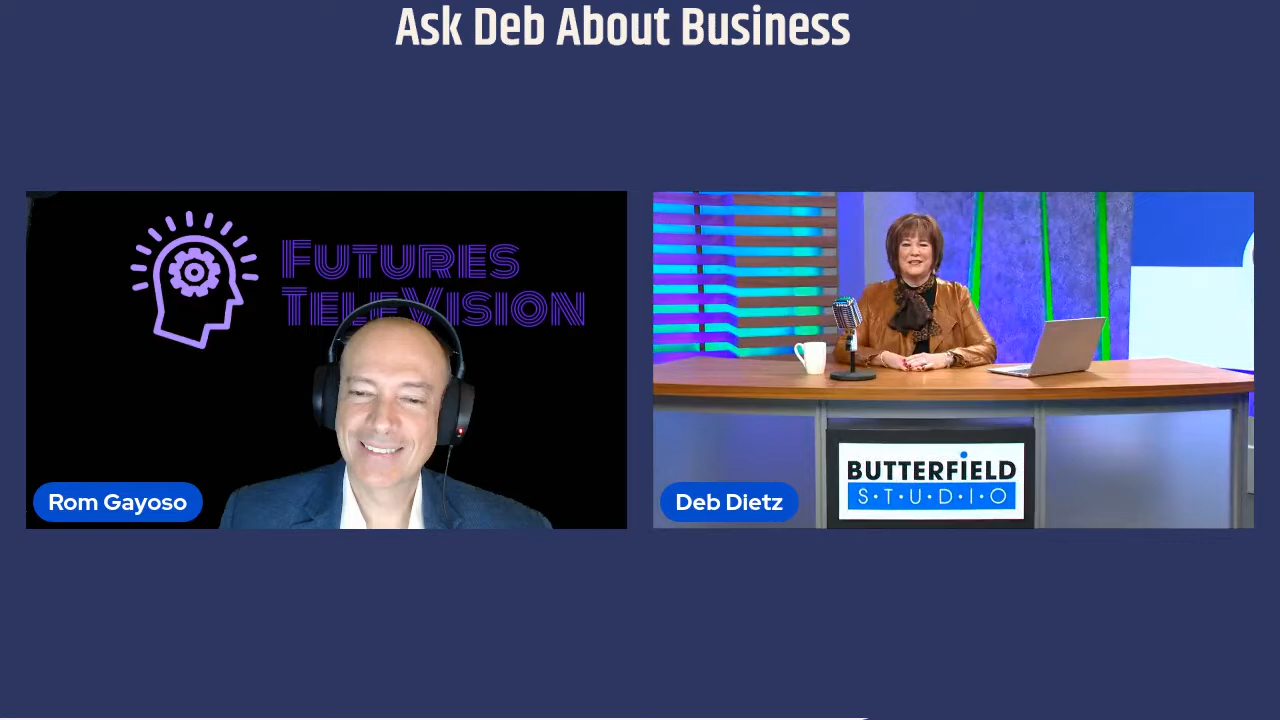 Ask Deb About Business
FUTURES
TELEVISION
Rom Gayoso
Deb Dietz
BUTTERFiELD
S·T·U·D·I·O